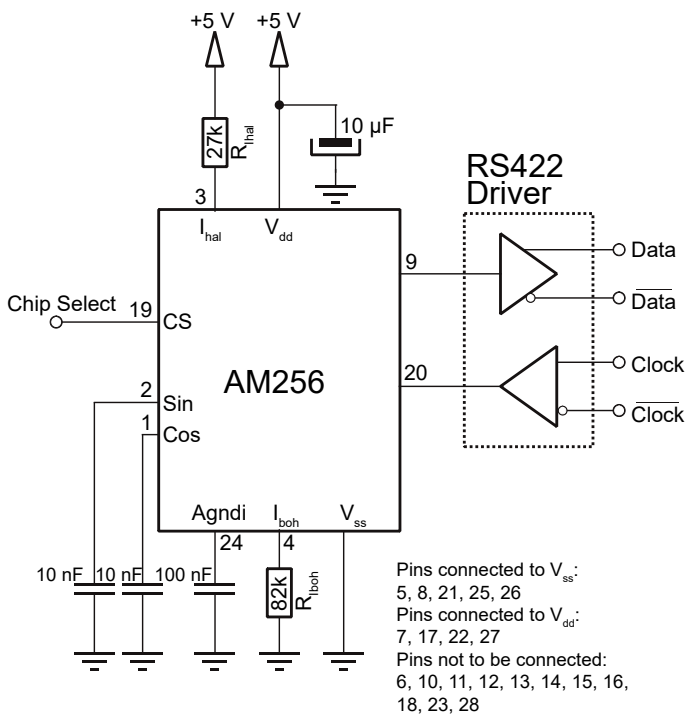 +5 V +5 V
27k
R_Ihal
10 µF
RS422
Driver
3
I_hal V_dd
9
Data
Data
Chip Select
19
CS
AM256
20
Clock
Clock
2
Sin
1
Cos
Agndi I_boh V_ss
24 4
10 nF 10 nF 100 nF
82k
R_Iboh
Pins connected to V_ss:
5, 8, 21, 25, 26
Pins connected to V_dd:
7, 17, 22, 27
Pins not to be connected:
6, 10, 11, 12, 13, 14, 15, 16,
18, 23, 28